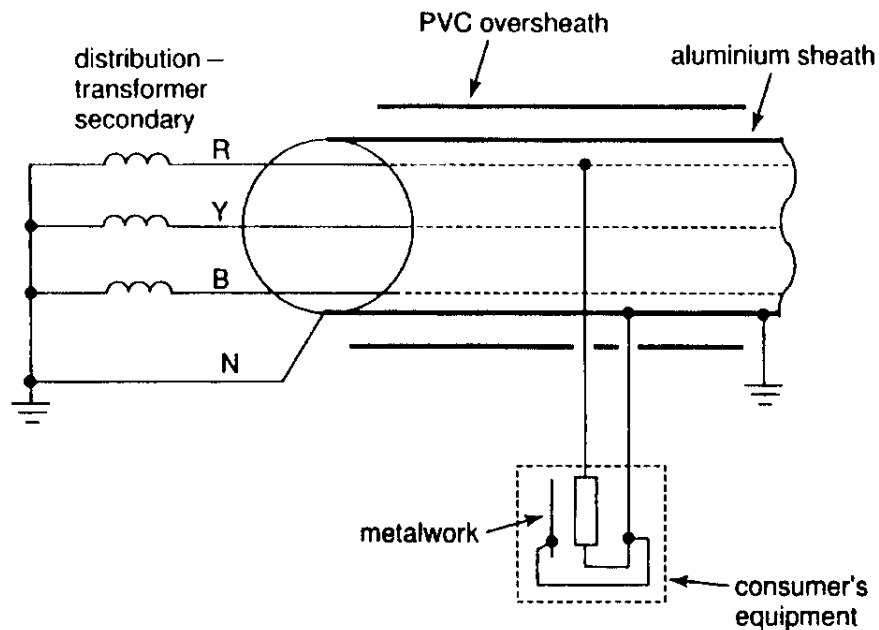 PVC oversheath
aluminium sheath
distribution –
transformer
secondary
R
Y
B
N
metalwork
consumer's
equipment